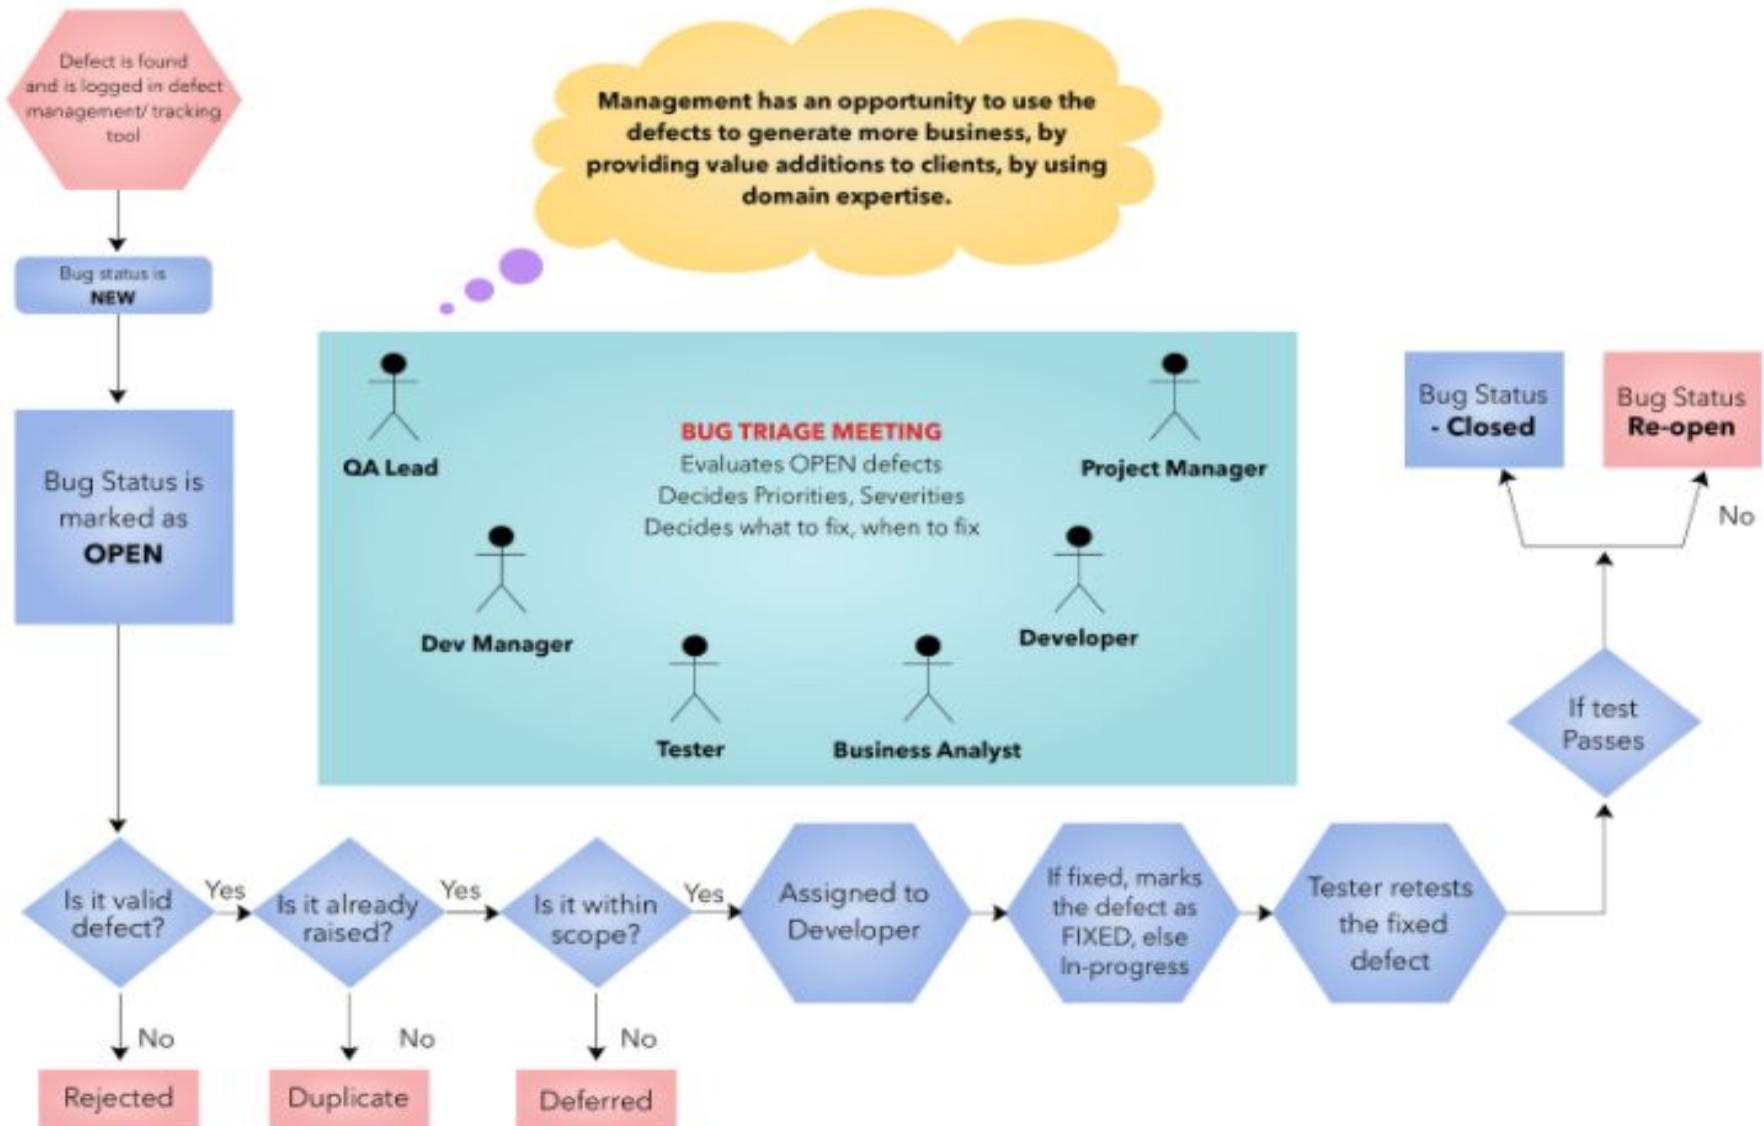 Defect is found
and is logged in defect
management/ tracking
tool
Bug status is
NEW
Bug Status is
marked as
OPEN
Management has an opportunity to use the
defects to generate more business, by
providing value additions to clients, by using
domain expertise.
BUG TRIAGE MEETING
Evaluates OPEN defects
Decides Priorities, Severities
Decides what to fix, when to fix
QA Lead
Project Manager
Dev Manager
Developer
Tester
Business Analyst
Is it valid
defect?
Yes
No
Rejected
Is it already
raised?
Yes
No
Duplicate
Is it within
scope?
Yes
No
Deferred
Assigned to
Developer
If fixed, marks
the defect as
FIXED, else
In-progress
Tester retests
the fixed
defect
If test
Passes
No
Bug Status
- Closed
Bug Status
Re-open